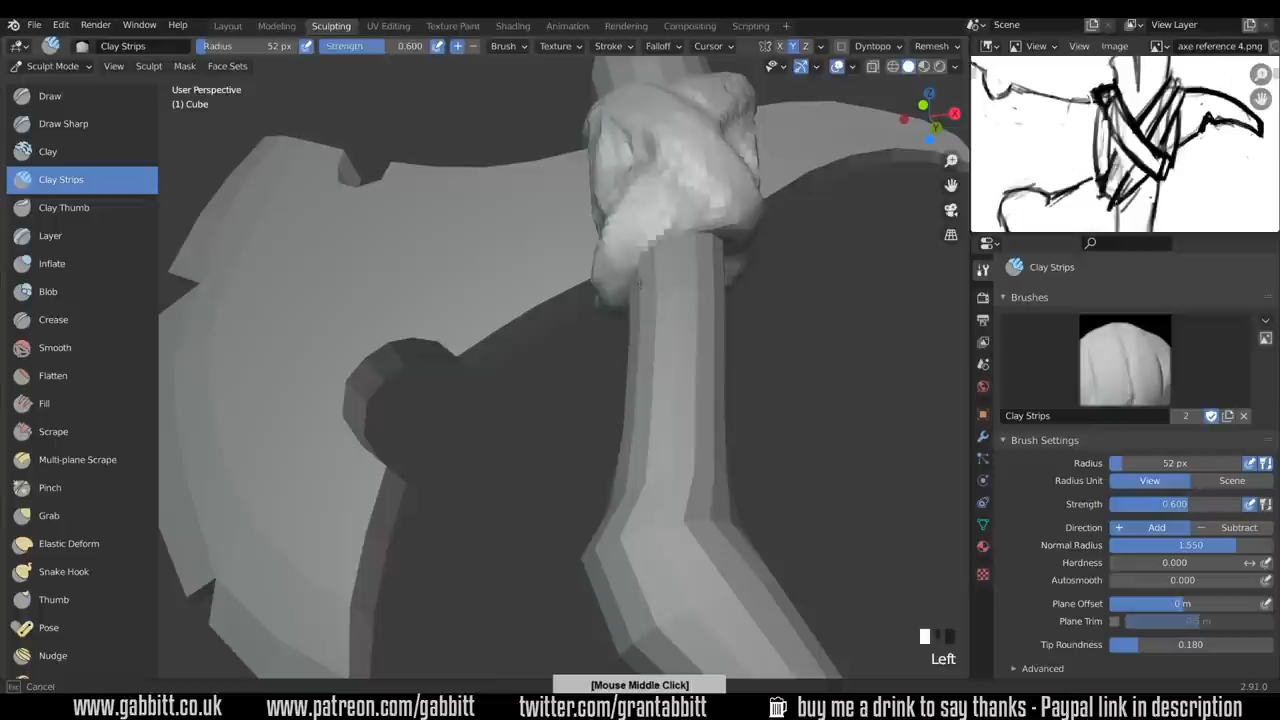 File Edit Render Window Help Layout Modeling Sculpting UV Editing Texture Paint Shading Animation Rendering Compositing Scripting + Scene View Layer
Clay Strips Radius 52 px Strength 0.600 Brush Texture Stroke Falloff Cursor X Y Z Dyntopo Remesh View View Image axe reference 4.png
Sculpt Mode View Sculpt Mask Face Sets
User Perspective
(1) Cube
Draw
Draw Sharp
Clay
Clay Strips
Clay Thumb
Layer
Inflate
Blob
Crease
Smooth
Flatten
Fill
Scrape
Multi-plane Scrape
Pinch
Grab
Elastic Deform
Snake Hook
Thumb
Pose
Nudge
Z
X
Y
Clay Strips
Brushes
Clay Strips 2
Brush Settings
Radius 52 px
Radius Unit View Scene
Strength 0.600
Direction + Add − Subtract
Normal Radius 1.550
Hardness 0.000
Autosmooth 0.000
Plane Offset 0 m
Plane Trim
Tip Roundness 0.180
Advanced
Left
Esc Cancel [Mouse Middle Click] 2.91.0
www.gabbitt.co.uk www.patreon.com/gabbitt twitter.com/grantabbitt buy me a drink to say thanks - Paypal link in description